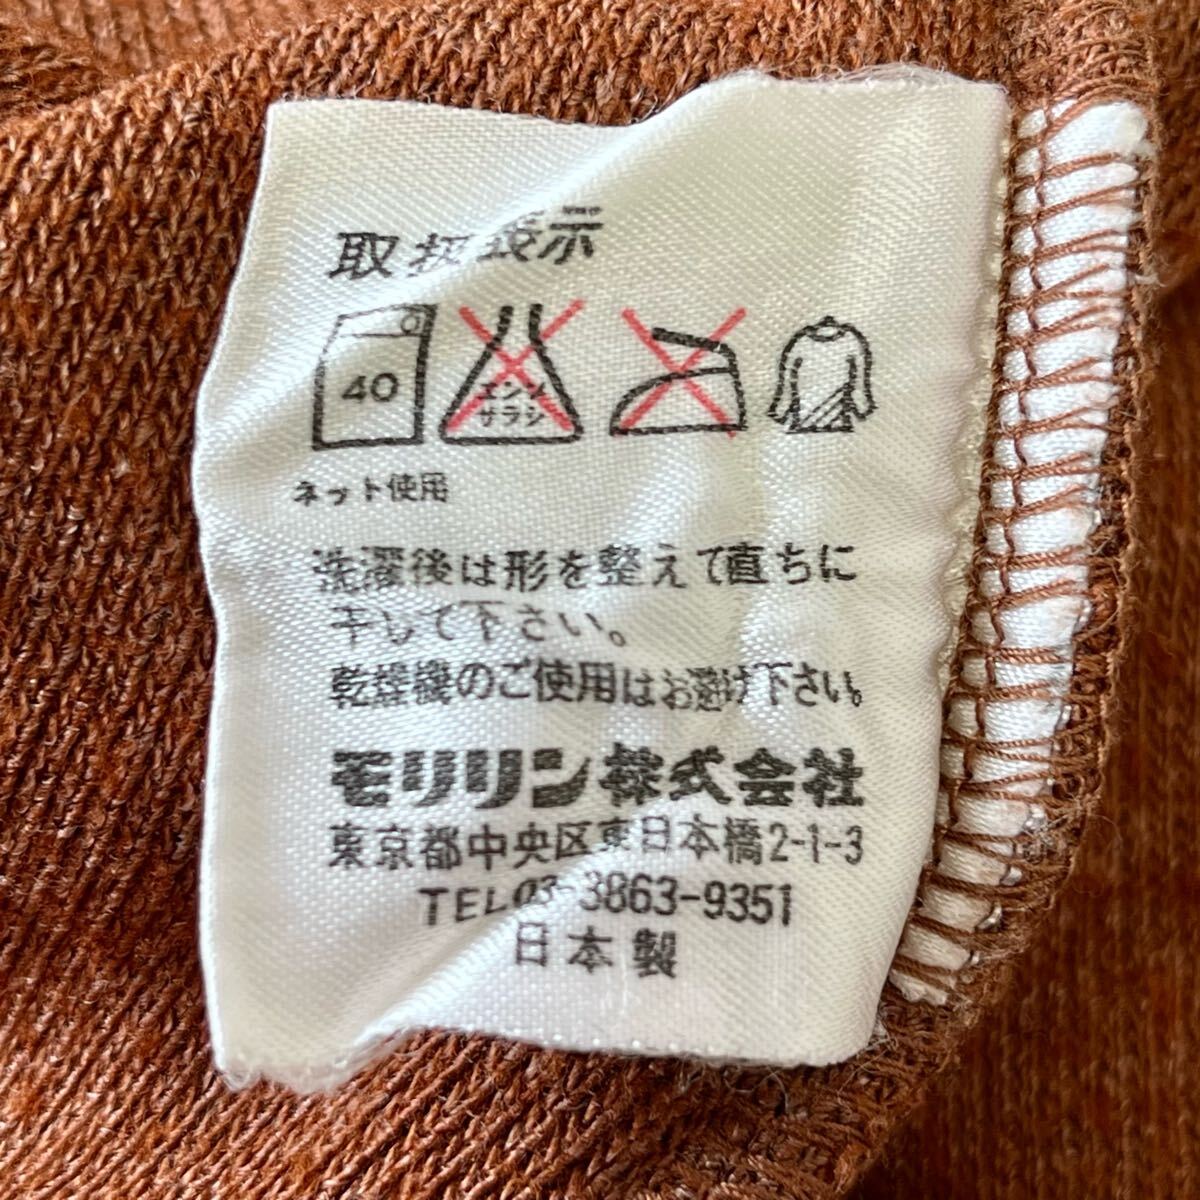 取扱表示
40
エンソ
サラシ
ネット使用
洗濯後は形を整えて直ちに
干して下さい。
乾燥機のご使用はお避け下さい。
モリリン株式会社
東京都中央区東日本橋2-1-3
TEL03-3863-9351
日本製